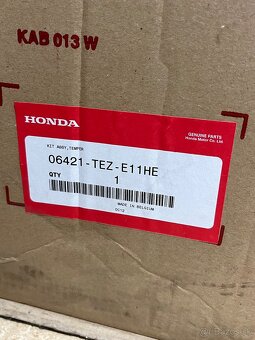 KAB 013 W
HONDA
GENUINE PARTS
Honda Motor Co., Ltd.
KIT ASSY,TEMPER
06421-TEZ-E11HE
QTY
1
MADE IN BELGIUM